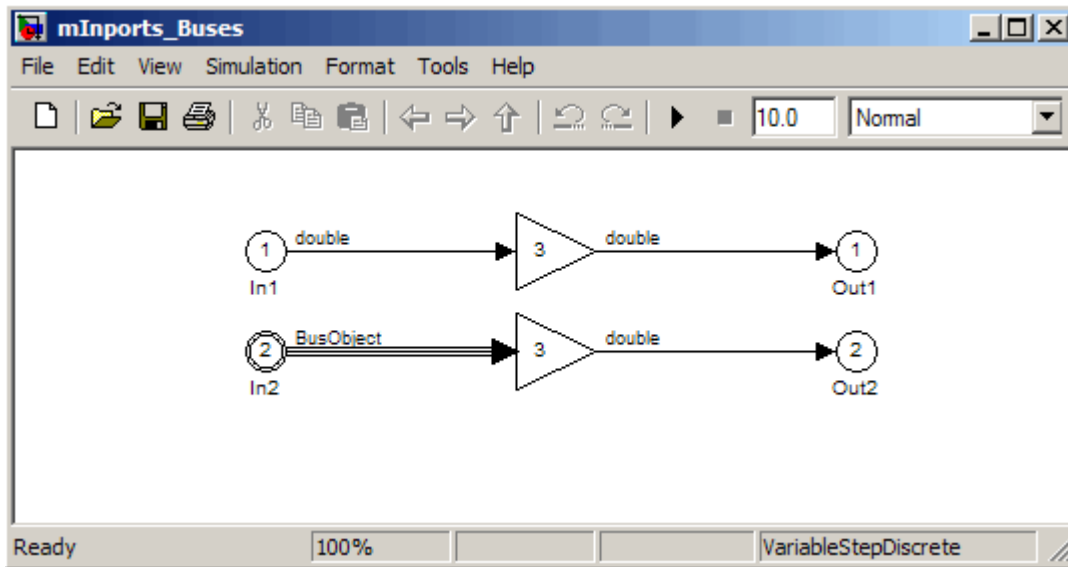 mInports_Buses
File Edit View Simulation Format Tools Help
10.0 Normal
1 double 3 double 1
In1 Out1
2 BusObject 3 double 2
In2 Out2
Ready 100% VariableStepDiscrete